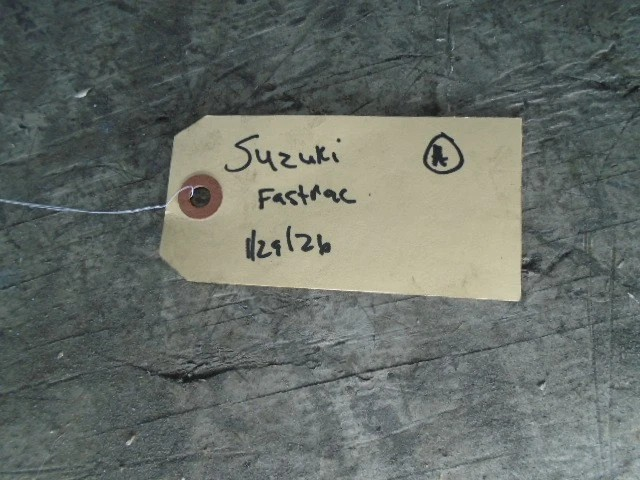 Suzuki
A
Fastrac
1/29/26